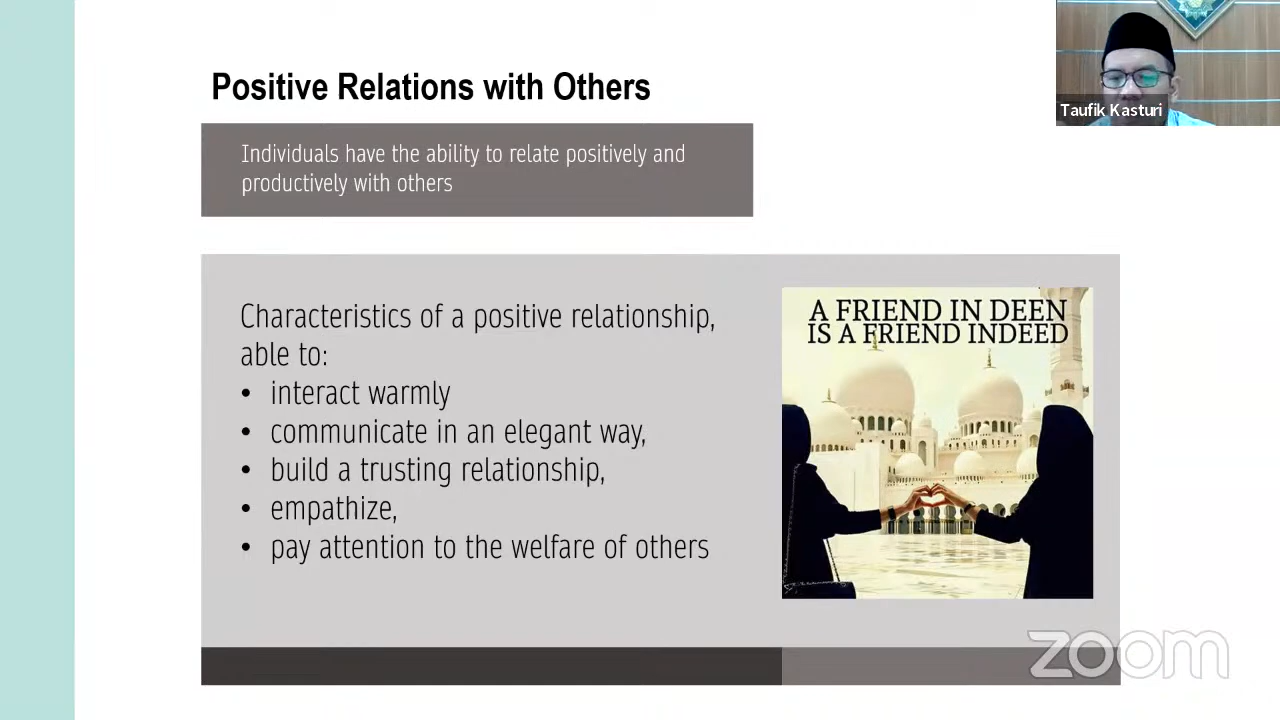 Positive Relations with Others
Taufik Kasturi
Individuals have the ability to relate positively and
productively with others
Characteristics of a positive relationship,
able to:
• interact warmly
• communicate in an elegant way,
• build a trusting relationship,
• empathize,
• pay attention to the welfare of others
A FRIEND IN DEEN
IS A FRIEND INDEED
zoom